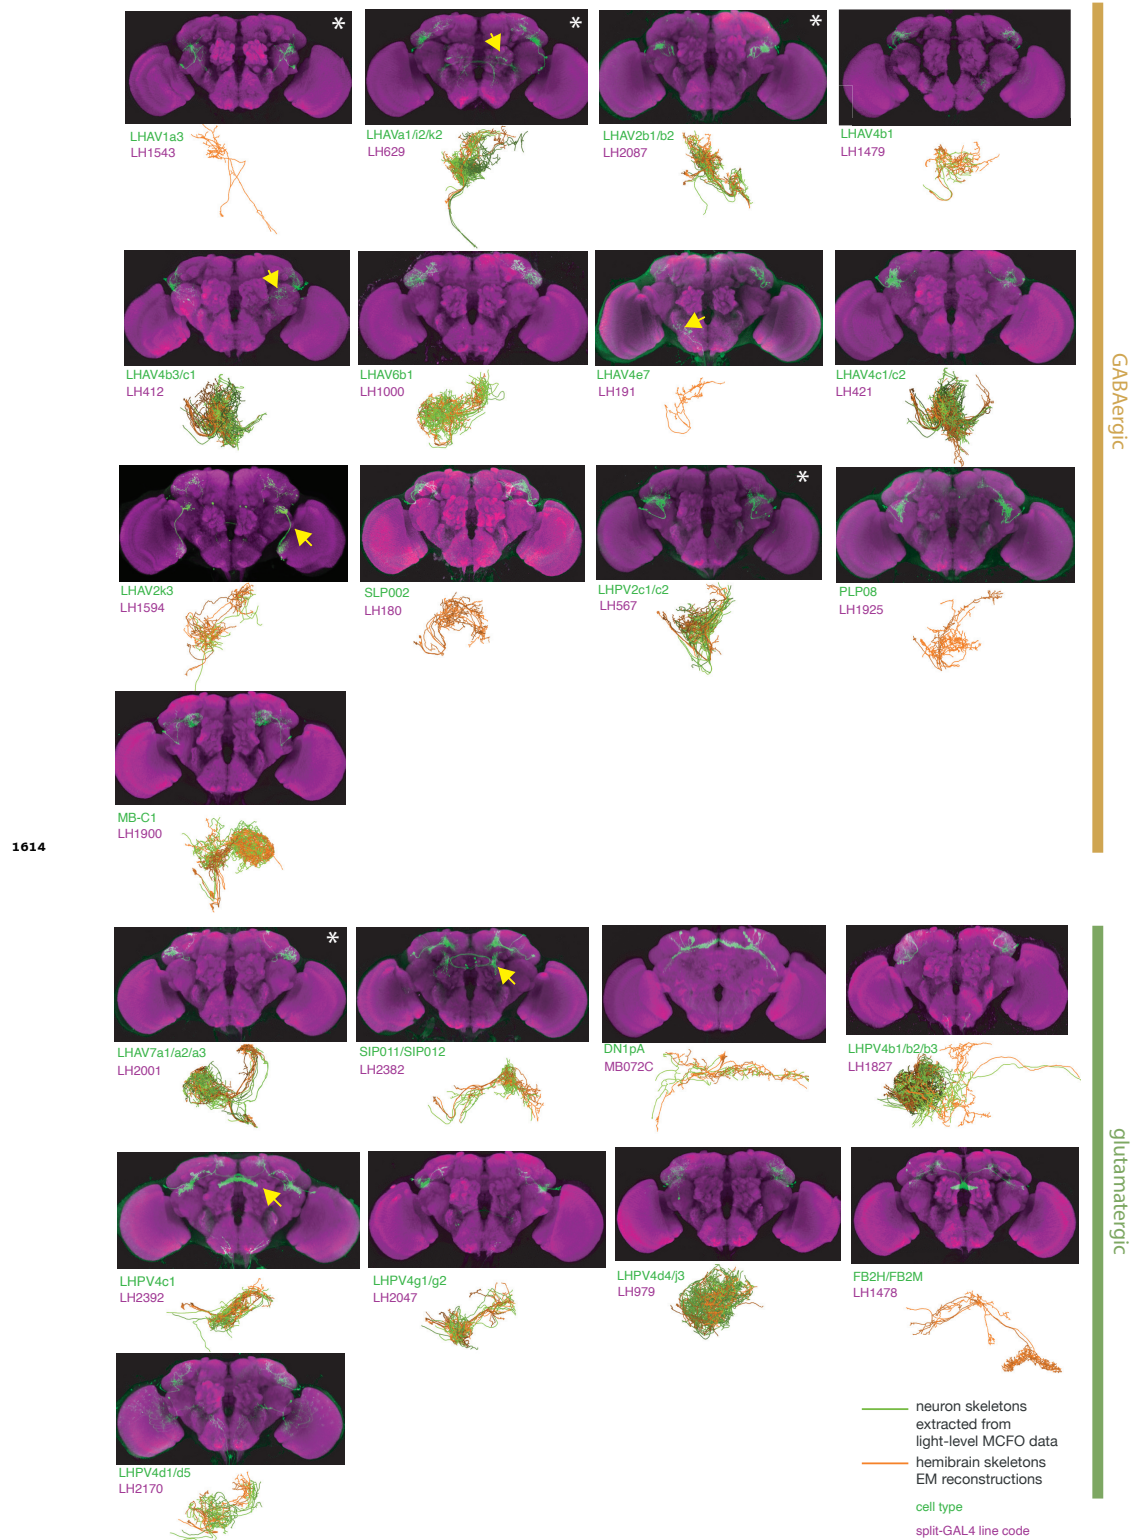 *
*
*
LHAV1a3
LH1543
LHAVa1/i2/k2
LH629
LHAV2b1/b2
LH2087
LHAV4b1
LH1479
LHAV4b3/c1
LH412
LHAV6b1
LH1000
LHAV4e7
LH191
LHAV4c1/c2
LH421
GABAergic
*
LHAV2k3
LH1594
SLP002
LH180
LHPV2c1/c2
LH567
PLP08
LH1925
MB-C1
LH1900
1614
*
LHAV7a1/a2/a3
LH2001
SIP011/SIP012
LH2382
DN1pA
MB072C
LHPV4b1/b2/b3
LH1827
glutamatergic
LHPV4c1
LH2392
LHPV4g1/g2
LH2047
LHPV4d4/j3
LH979
FB2H/FB2M
LH1478
LHPV4d1/d5
LH2170
neuron skeletons
extracted from
light-level MCFO data
hemibrain skeletons
EM reconstructions
cell type
split-GAL4 line code